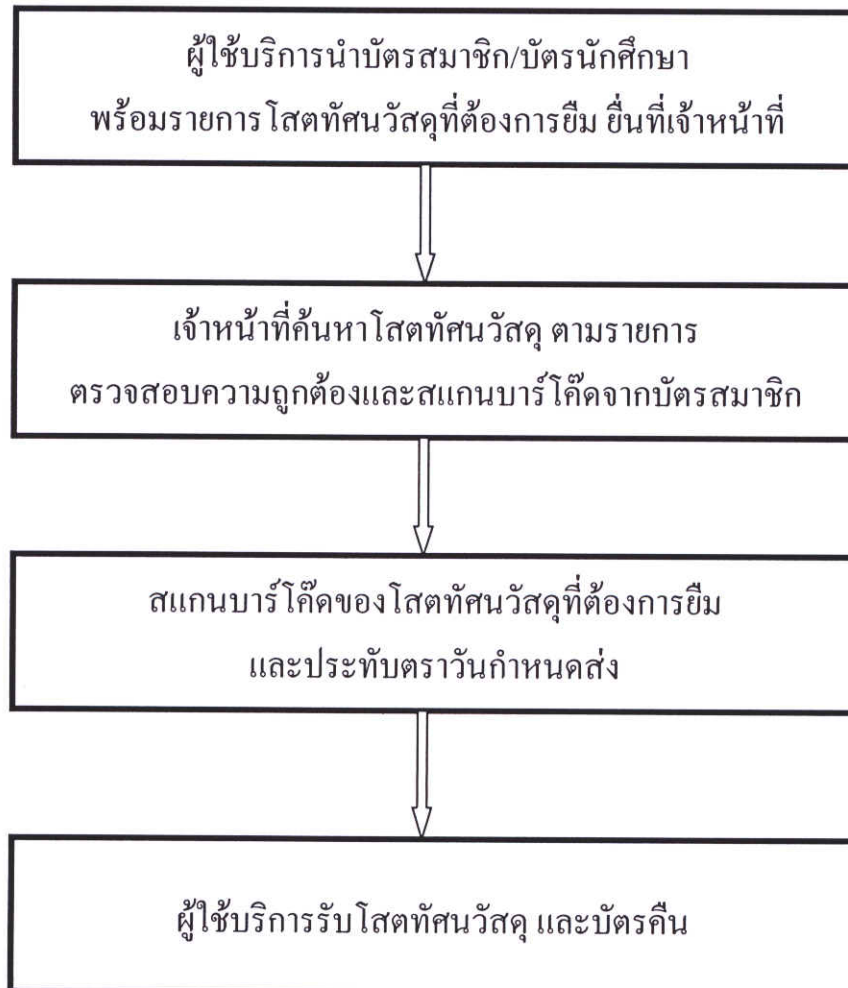 ผู้ใช้บริการนำบัตรสมาชิก/บัตรนักศึกษา
พร้อมรายการโสตทัศนวัสดุที่ต้องการยืม ยื่นที่เจ้าหน้าที่
เจ้าหน้าที่ค้นหาโสตทัศนวัสดุ ตามรายการ
ตรวจสอบความถูกต้องและสแกนบาร์โค๊ดจากบัตรสมาชิก
สแกนบาร์โค๊ดของโสตทัศนวัสดุที่ต้องการยืม
และประทับตราวันกำหนดส่ง
ผู้ใช้บริการรับโสตทัศนวัสดุ และบัตรคืน